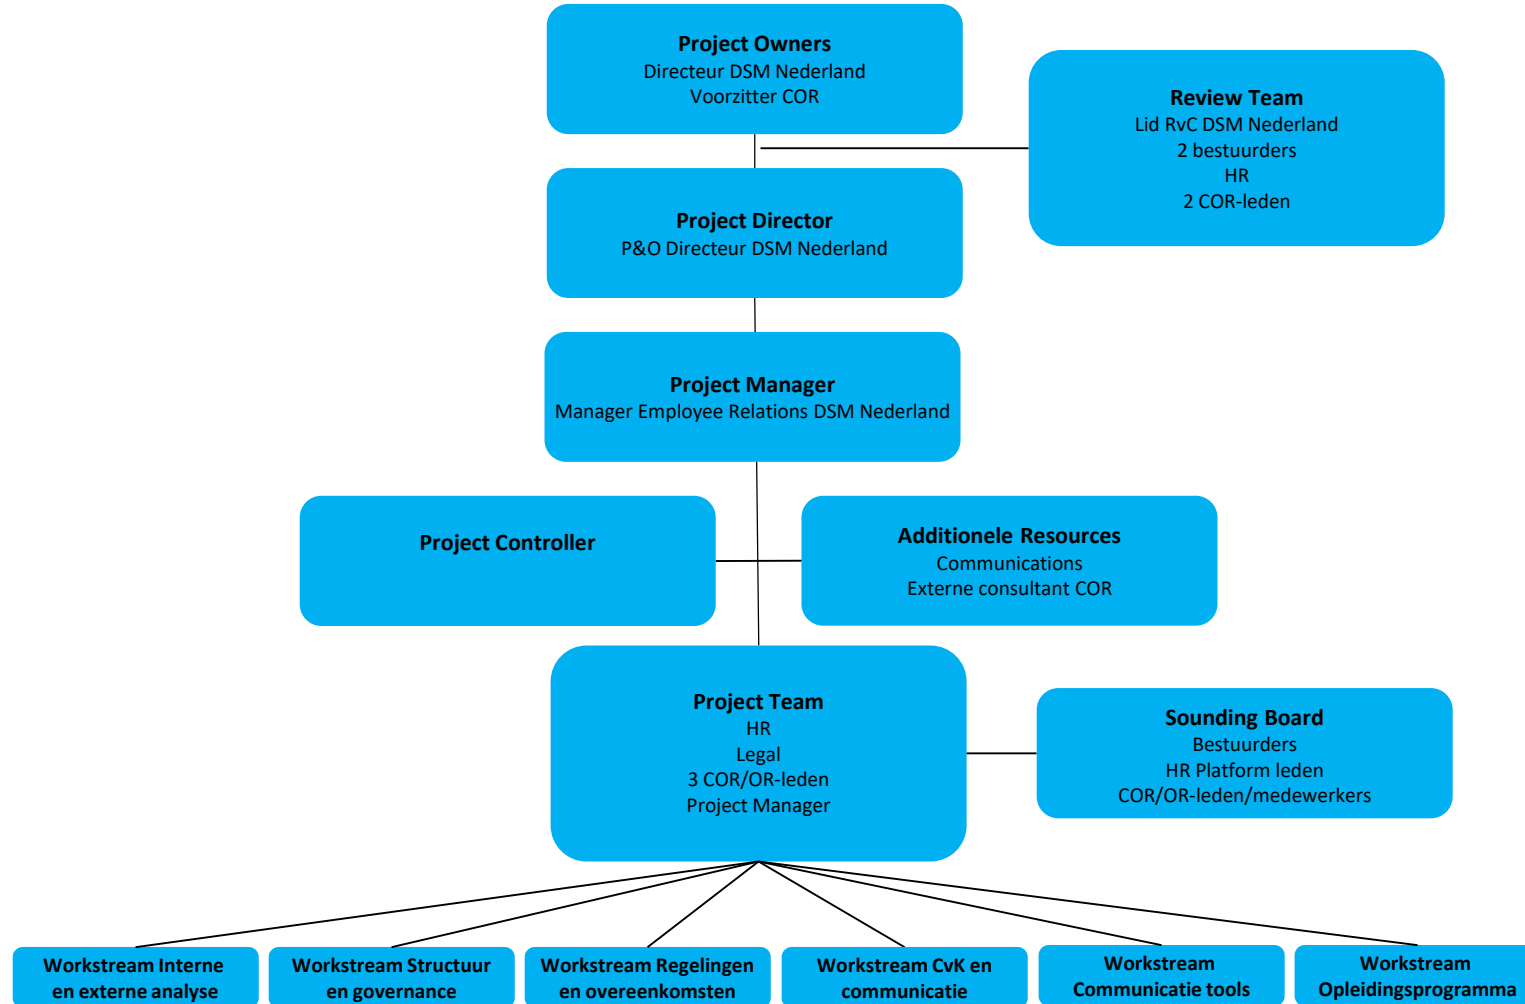 Project Owners
Directeur DSM Nederland
Voorzitter COR
Review Team
Lid RvC DSM Nederland
2 bestuurders
HR
2 COR-leden
Project Director
P&O Directeur DSM Nederland
Project Manager
Manager Employee Relations DSM Nederland
Project Controller
Additionele Resources
Communications
Externe consultant COR
Project Team
HR
Legal
3 COR/OR-leden
Project Manager
Sounding Board
Bestuurders
HR Platform leden
COR/OR-leden/medewerkers
Workstream Interne
en externe analyse
Workstream Structuur
en governance
Workstream Regelingen
en overeenkomsten
Workstream CvK en
communicatie
Workstream
Communicatie tools
Workstream
Opleidingsprogramma